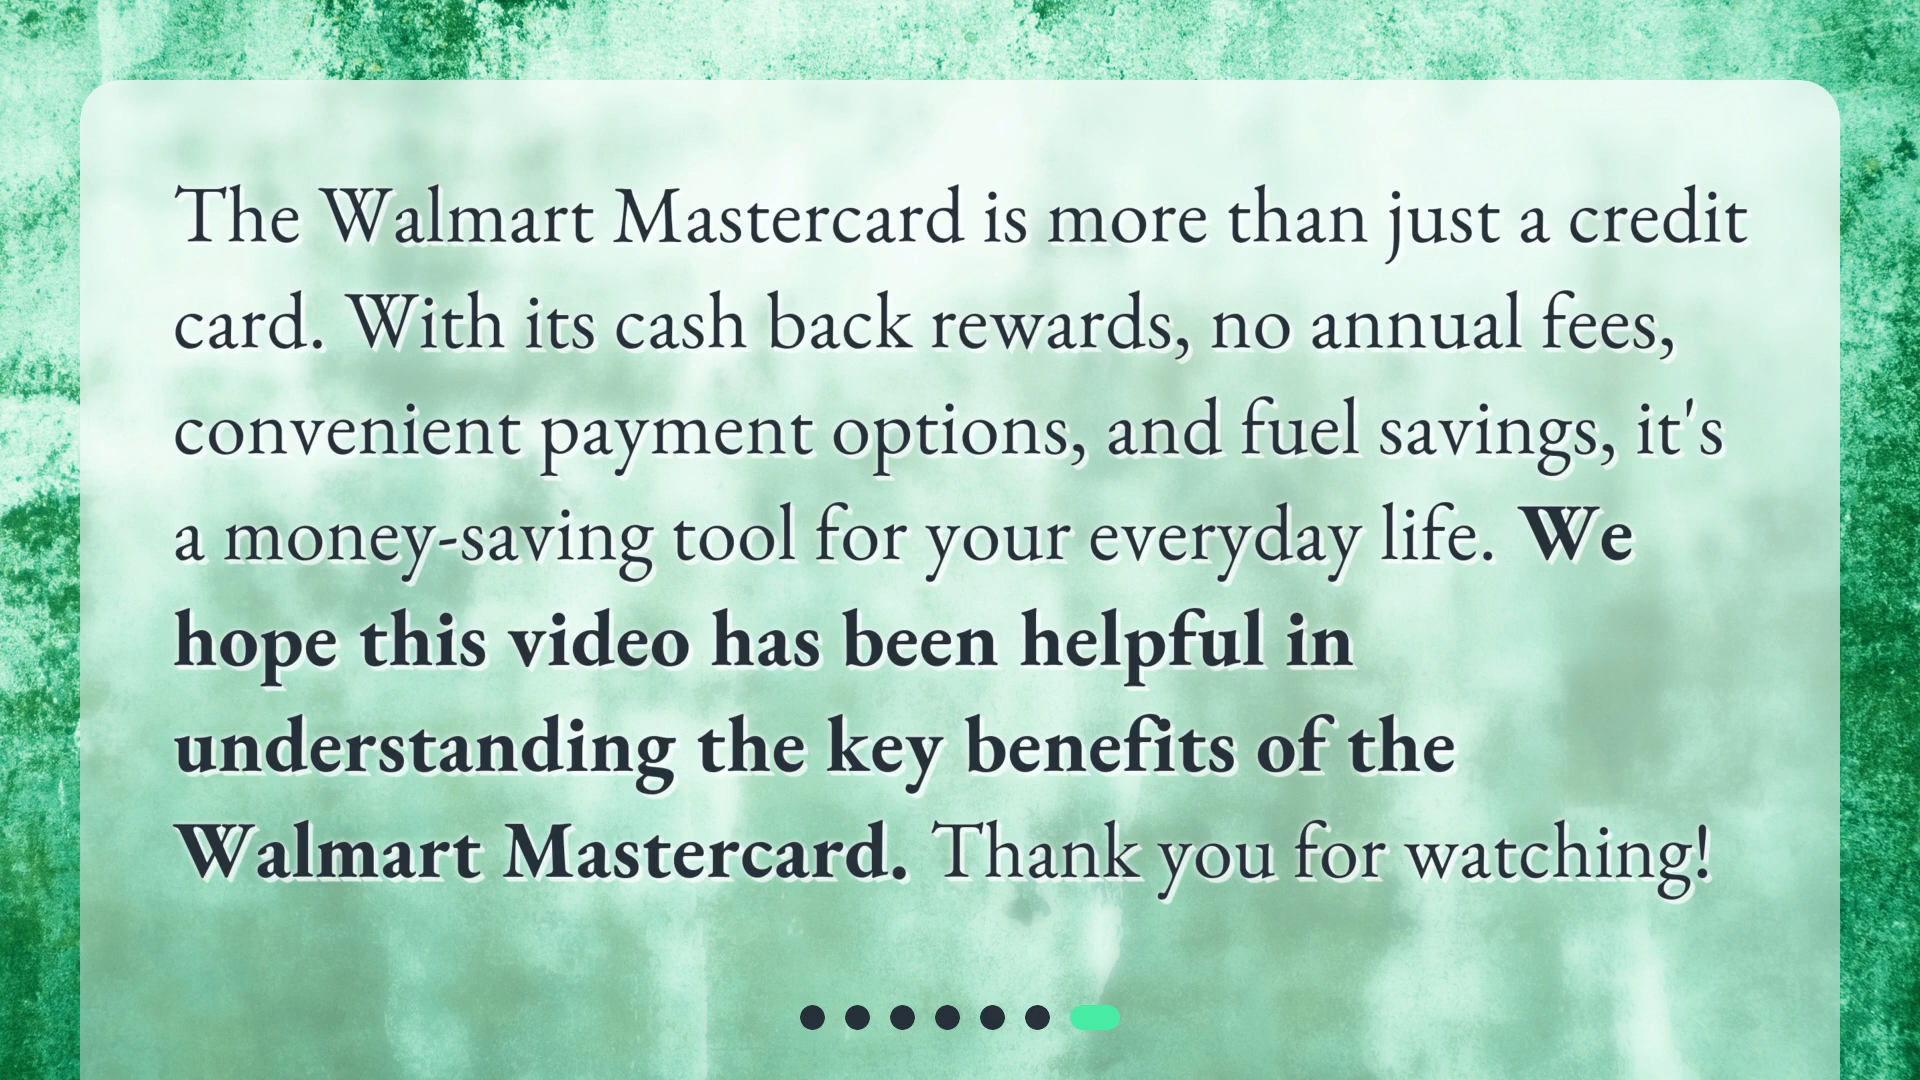 The Walmart Mastercard is more than just a credit
card. With its cash back rewards, no annual fees,
convenient payment options, and fuel savings, it's
a money-saving tool for your everyday life. We
hope this video has been helpful in
understanding the key benefits of the
Walmart Mastercard. Thank you for watching!